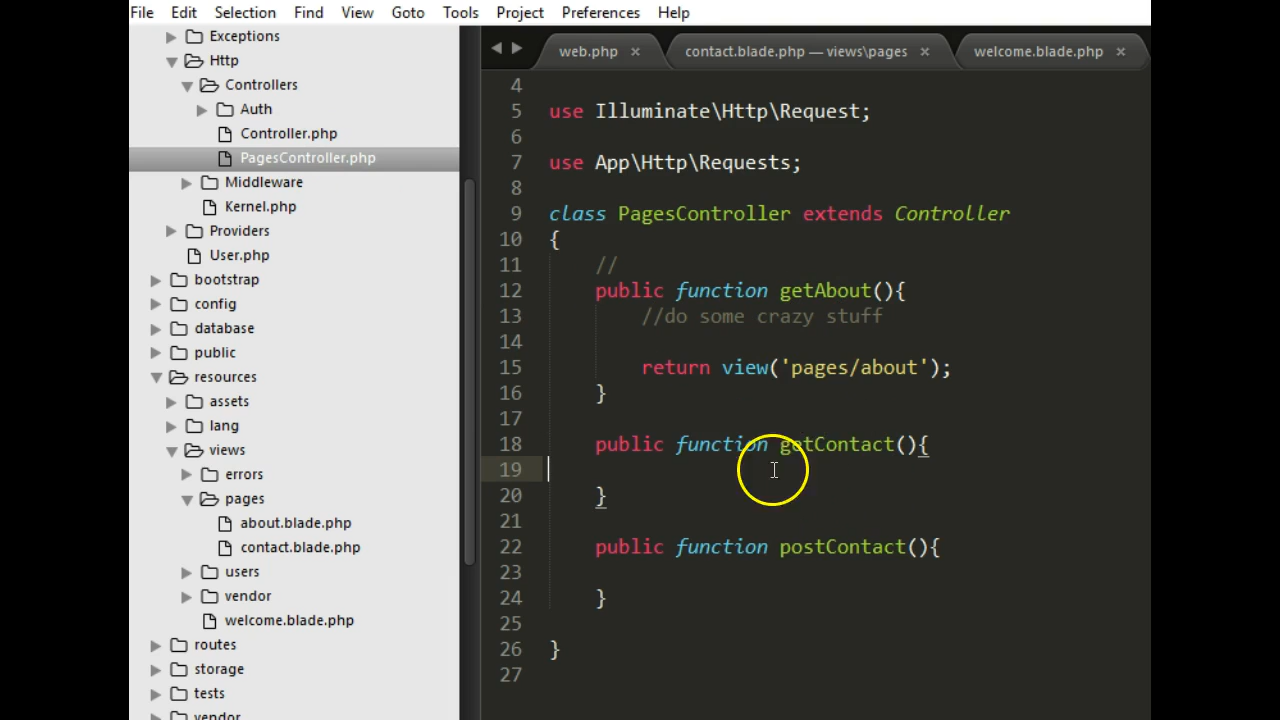 File Edit Selection Find View Goto Tools Project Preferences Help
Exceptions
Http
Controllers
Auth
Controller.php
PagesController.php
Middleware
Kernel.php
Providers
User.php
bootstrap
config
database
public
resources
assets
lang
views
errors
pages
about.blade.php
contact.blade.php
users
vendor
welcome.blade.php
routes
storage
tests
vendor
web.php × contact.blade.php — views\pages × welcome.blade.php ×
4
5 use Illuminate\Http\Request;
6
7 use App\Http\Requests;
8
9 class PagesController extends Controller
10 {
11 //
12 public function getAbout(){
13 //do some crazy stuff
14
15 return view('pages/about');
16 }
17
18 public function getContact(){
19
20 }
21
22 public function postContact(){
23
24 }
25
26 }
27